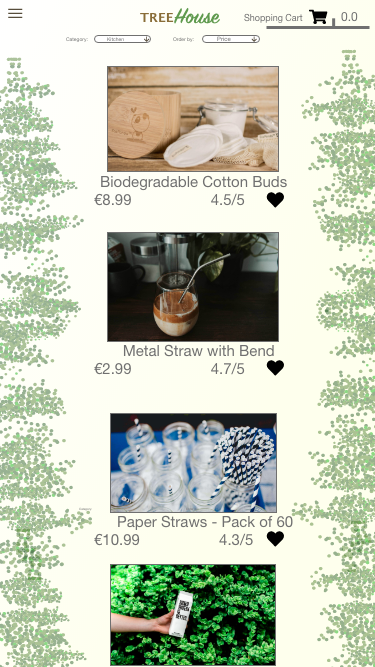 TREEHouse
Shopping Cart 0.0
Category: Kitchen Order by: Price
Biodegradable Cotton Buds
€8.99 4.5/5
Metal Straw with Bend
€2.99 4.7/5
Paper Straws - Pack of 60
€10.99 4.3/5